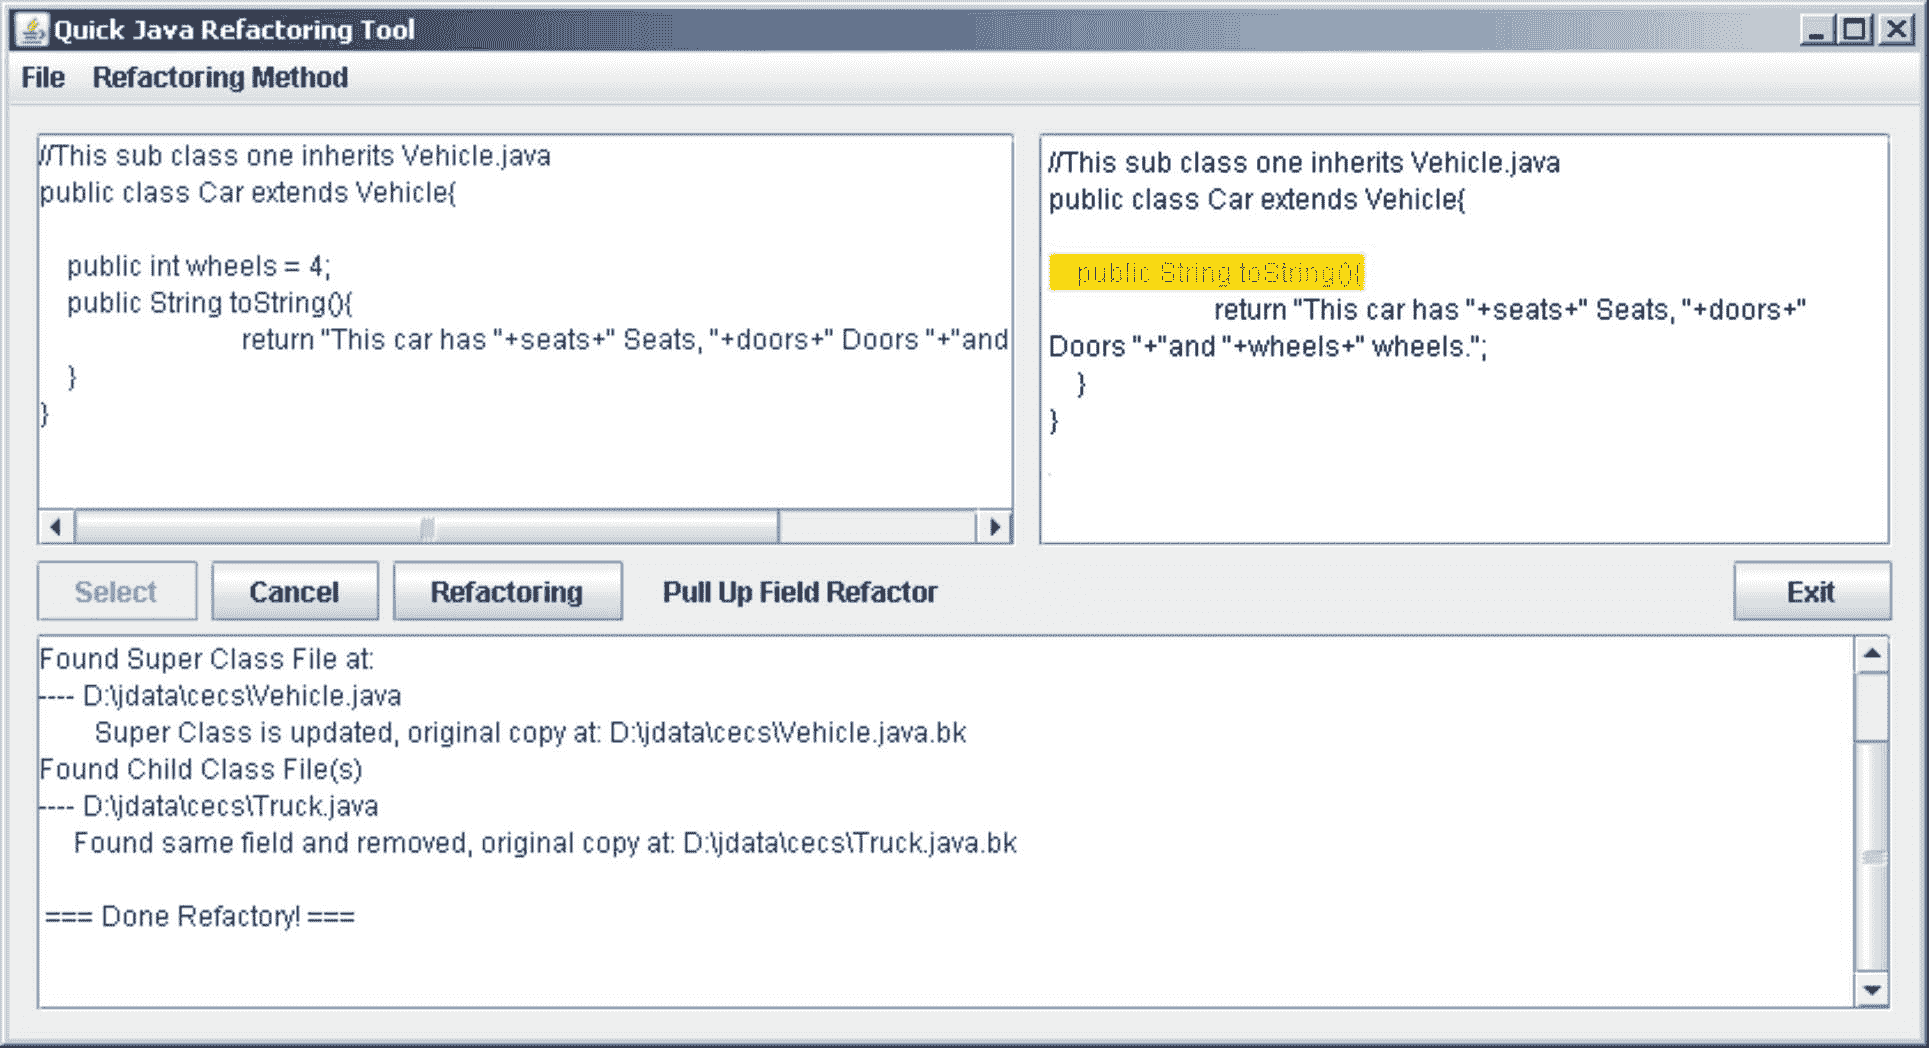 Quick Java Refactoring Tool
File Refactoring Method
//This sub class one inherits Vehicle.java
public class Car extends Vehicle{
public int wheels = 4;
public String toString(){
return "This car has "+seats+" Seats, "+doors+" Doors "+"and
}
}
//This sub class one inherits Vehicle.java
public class Car extends Vehicle{
public String toString(){
return "This car has "+seats+" Seats, "+doors+"
Doors "+"and "+wheels+" wheels.";
}
}
Select Cancel Refactoring Pull Up Field Refactor Exit
Found Super Class File at:
---- D:\jdata\cecs\Vehicle.java
Super Class is updated, original copy at: D:\jdata\cecs\Vehicle.java.bk
Found Child Class File(s)
---- D:\jdata\cecs\Truck.java
Found same field and removed, original copy at: D:\jdata\cecs\Truck.java.bk
=== Done Refactory! ===